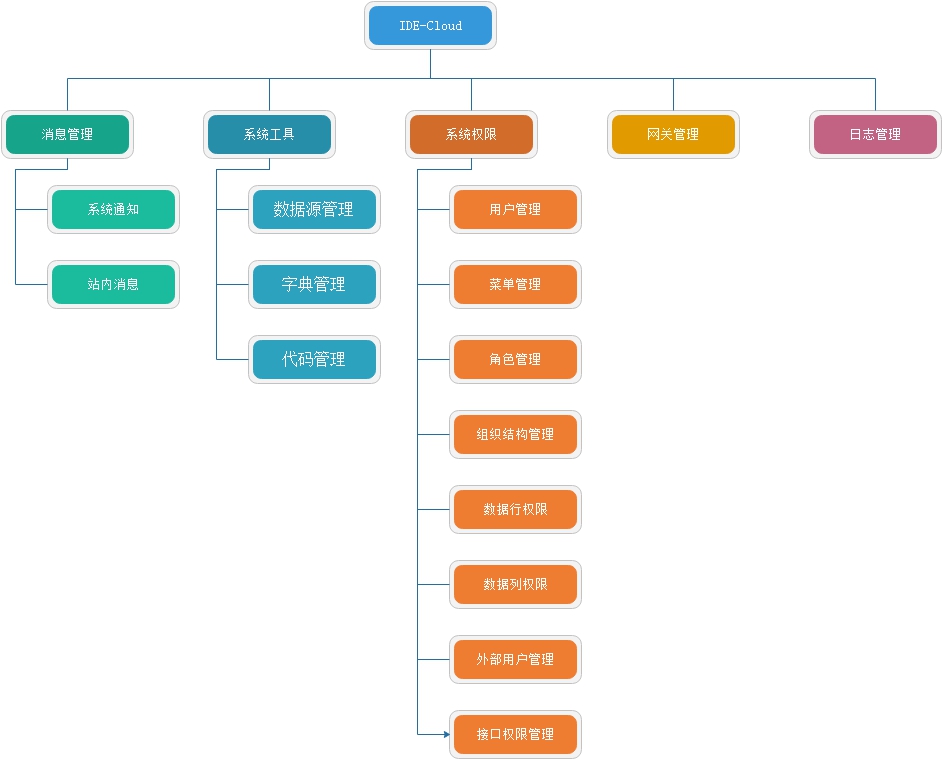 IDE-Cloud
消息管理
系统工具
系统权限
网关管理
日志管理
系统通知
数据源管理
用户管理
站内消息
字典管理
菜单管理
代码管理
角色管理
组织结构管理
数据行权限
数据列权限
外部用户管理
接口权限管理